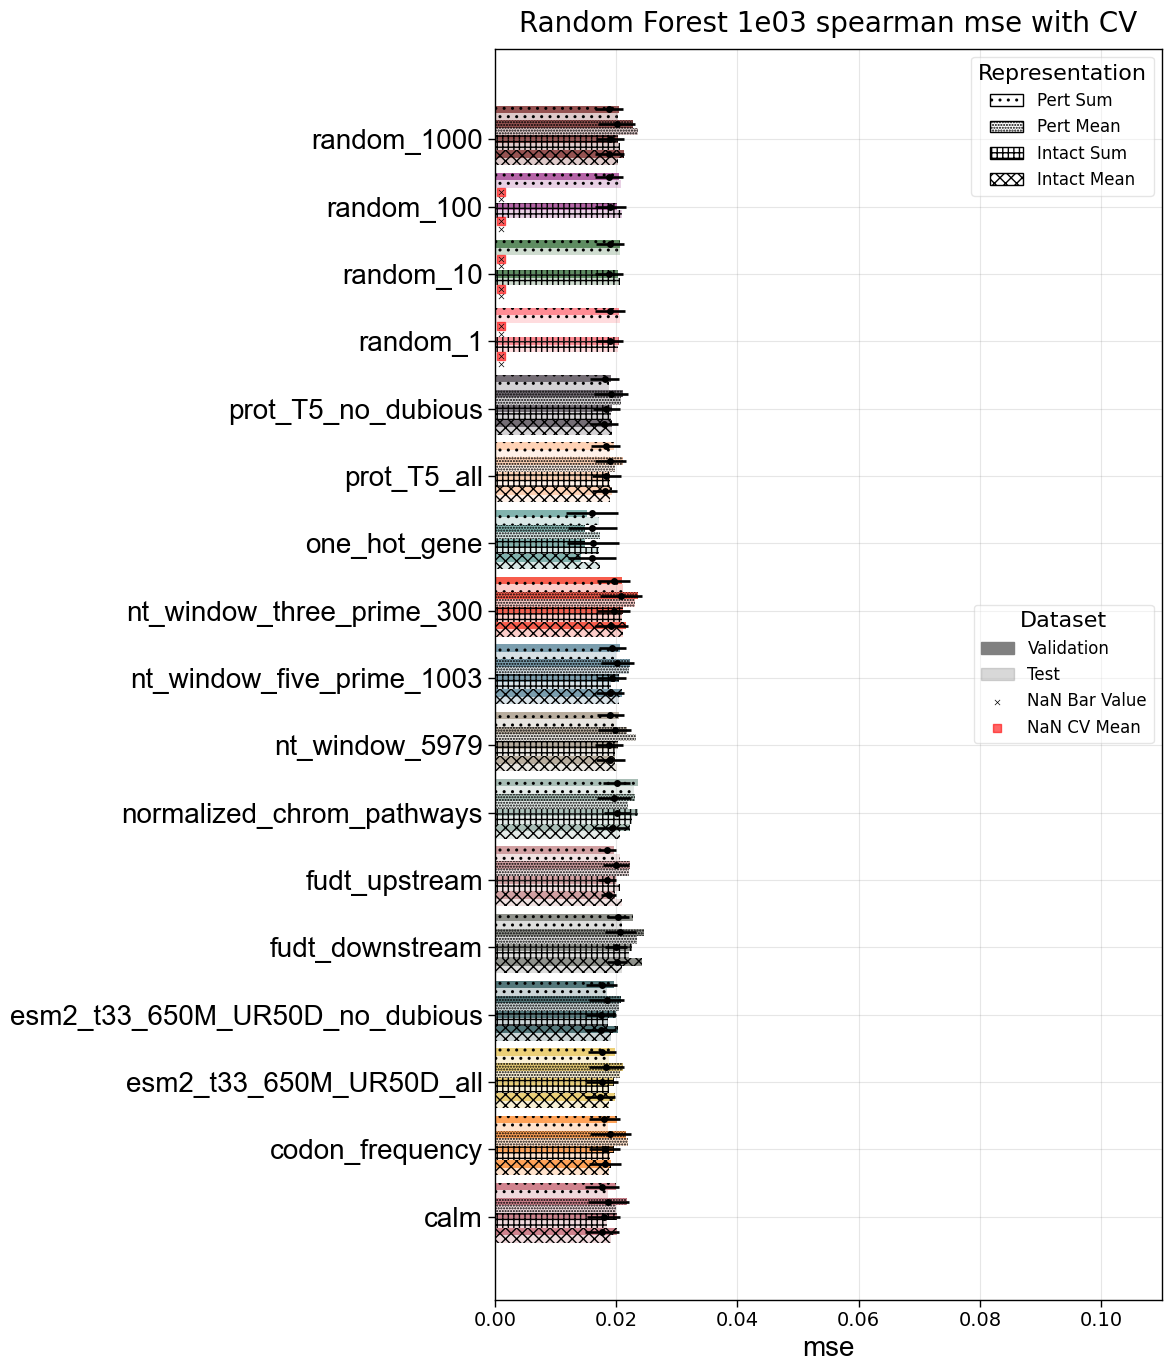 Random Forest 1e03 spearman mse with CV
Representation
Pert Sum
Pert Mean
Intact Sum
Intact Mean
random_1000
random_100
random_10
random_1
prot_T5_no_dubious
prot_T5_all
one_hot_gene
nt_window_three_prime_300
nt_window_five_prime_1003
nt_window_5979
normalized_chrom_pathways
fudt_upstream
fudt_downstream
esm2_t33_650M_UR50D_no_dubious
esm2_t33_650M_UR50D_all
codon_frequency
calm
Dataset
Validation
Test
NaN Bar Value
NaN CV Mean
0.00 0.02 0.04 0.06 0.08 0.10
mse